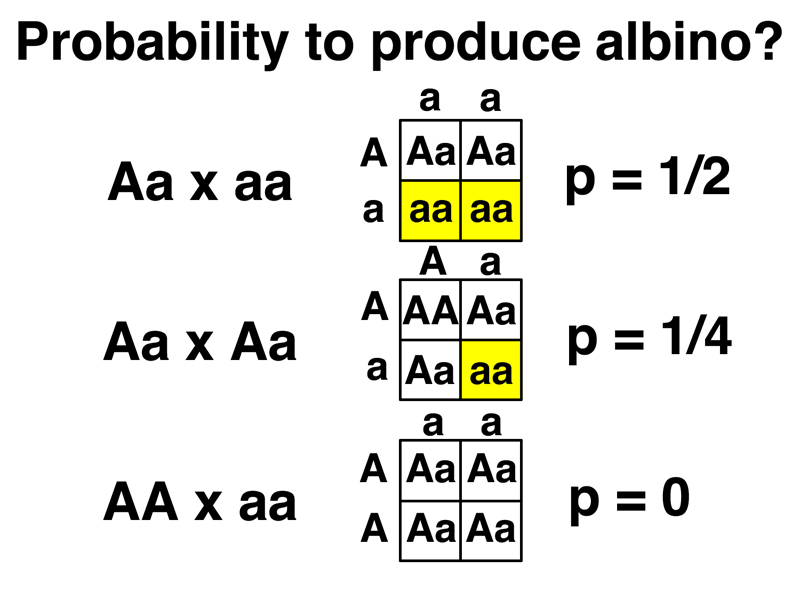 Probability to produce albino?
a a
Aa x aa
A Aa Aa
a aa aa
p = 1/2
A a
Aa x Aa
A AA Aa
a Aa aa
p = 1/4
a a
AA x aa
A Aa Aa
A Aa Aa
p = 0